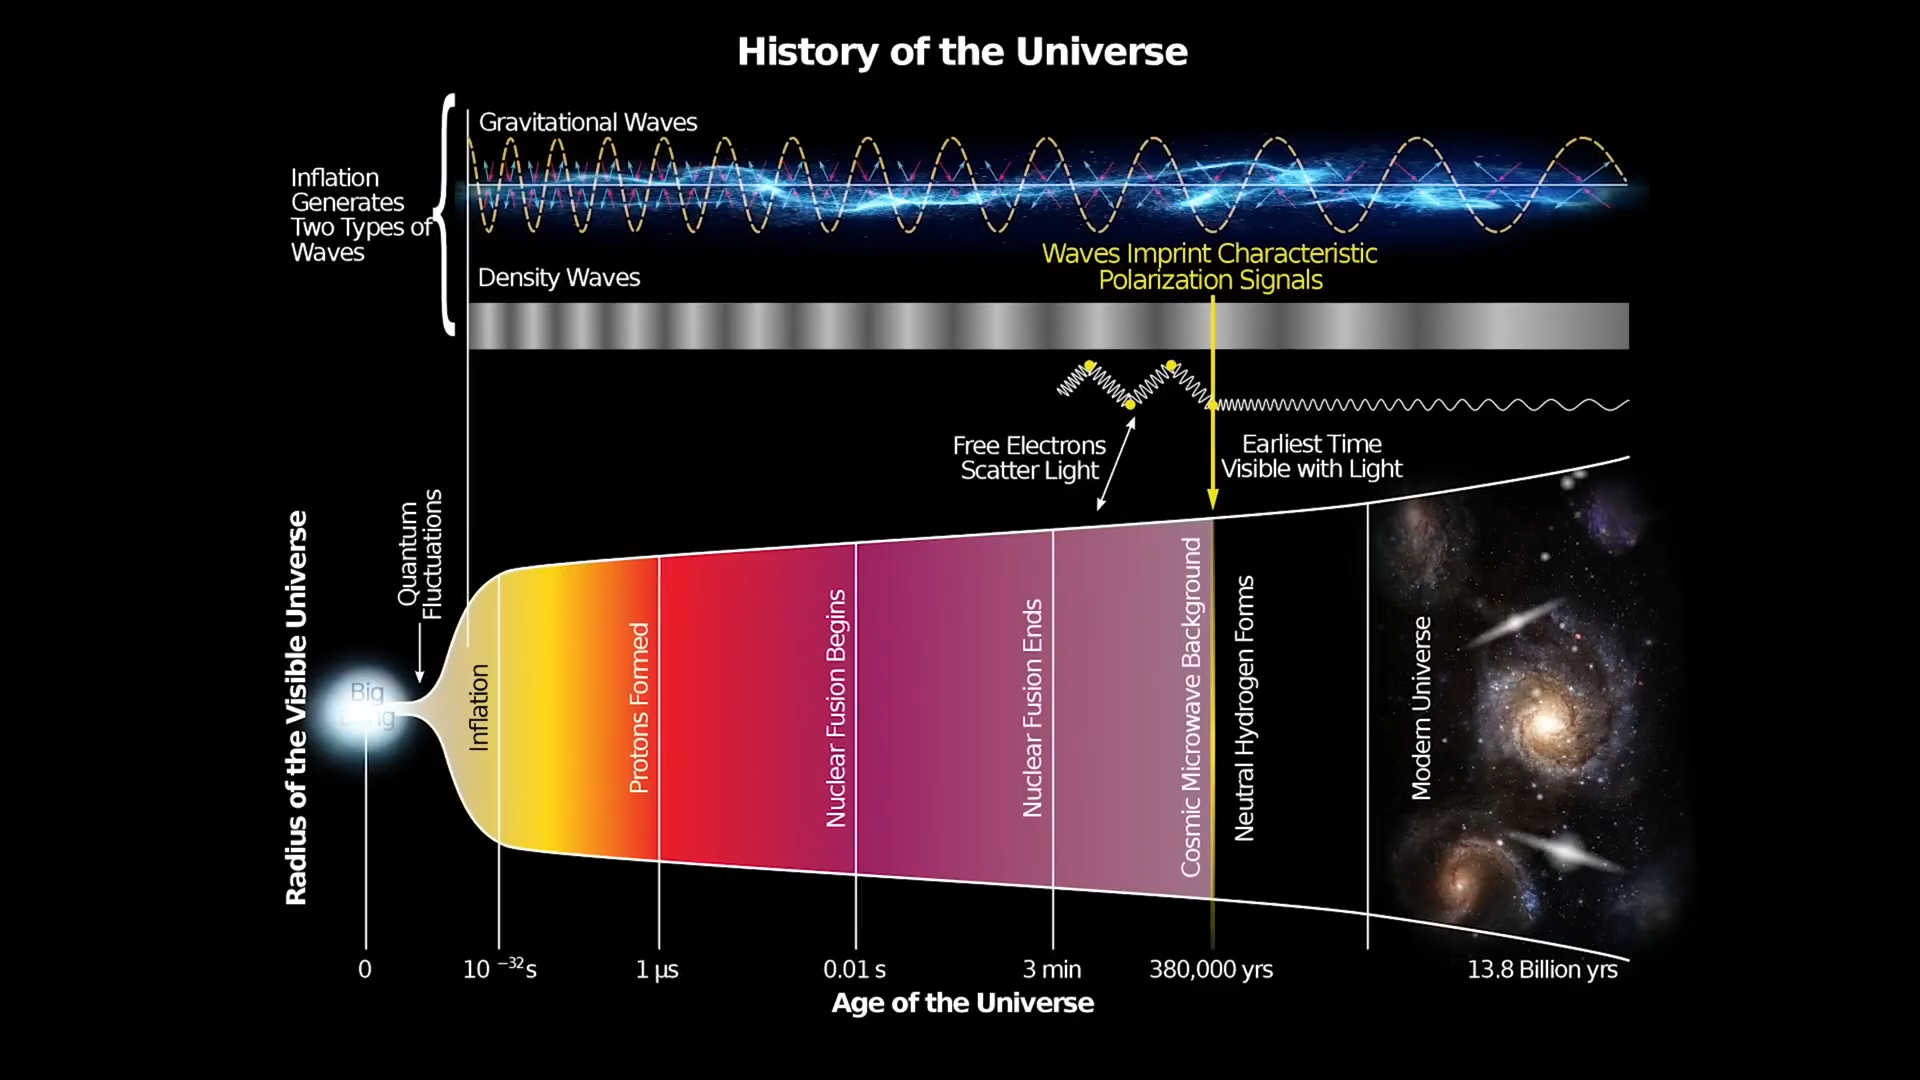 History of the Universe
Gravitational Waves
Inflation
Generates
Two Types of
Waves
Waves Imprint Characteristic
Polarization Signals
Density Waves
Free Electrons
Scatter Light
Earliest Time
Visible with Light
Radius of the Visible Universe
Quantum
Fluctuations
Big
Bang
Inflation
Protons Formed
Nuclear Fusion Begins
Nuclear Fusion Ends
Cosmic Microwave Background
Neutral Hydrogen Forms
Modern Universe
0
10⁻³²s
1 µs
0.01 s
3 min
380,000 yrs
13.8 Billion yrs
Age of the Universe